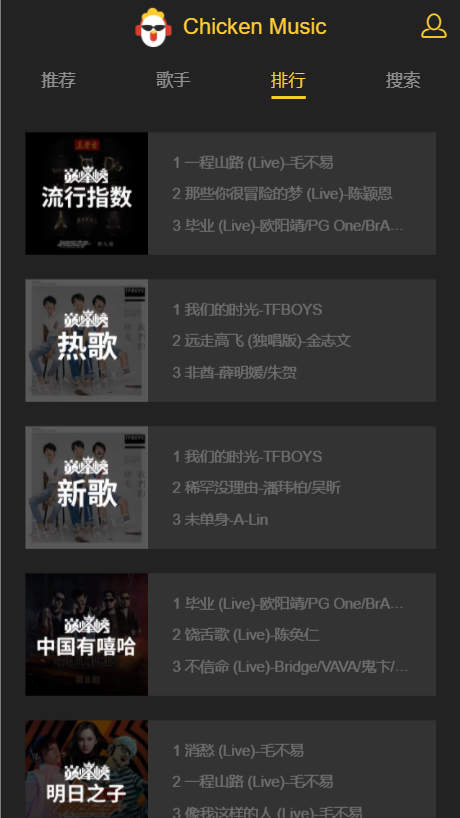 Chicken Music
推荐
歌手
排行
搜索
巅峰榜
流行指数
1 一程山路 (Live)-毛不易
2 那些你很冒险的梦 (Live)-陈颖恩
3 毕业 (Live)-欧阳靖/PG One/BrA...
巅峰榜
热歌
1 我们的时光-TFBOYS
2 远走高飞 (独唱版)-金志文
3 非酋-薛明媛/朱贺
巅峰榜
新歌
1 我们的时光-TFBOYS
2 稀罕没理由-潘玮柏/吴昕
3 未单身-A-Lin
巅峰榜
中国有嘻哈
1 毕业 (Live)-欧阳靖/PG One/BrA...
2 饶舌歌 (Live)-陈奂仁
3 不信命 (Live)-Bridge/VAVA/鬼卞/...
巅峰榜
明日之子
1 消愁 (Live)-毛不易
2 一程山路 (Live)-毛不易
3 像我这样的人 (Live)-毛不易